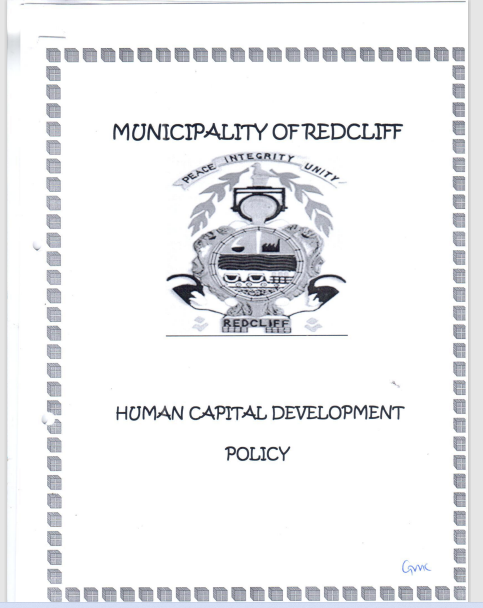 MUNICIPALITY OF REDCLIFF
PEACE INTEGRITY UNITY
REDCLIFF
HUMAN CAPITAL DEVELOPMENT
POLICY